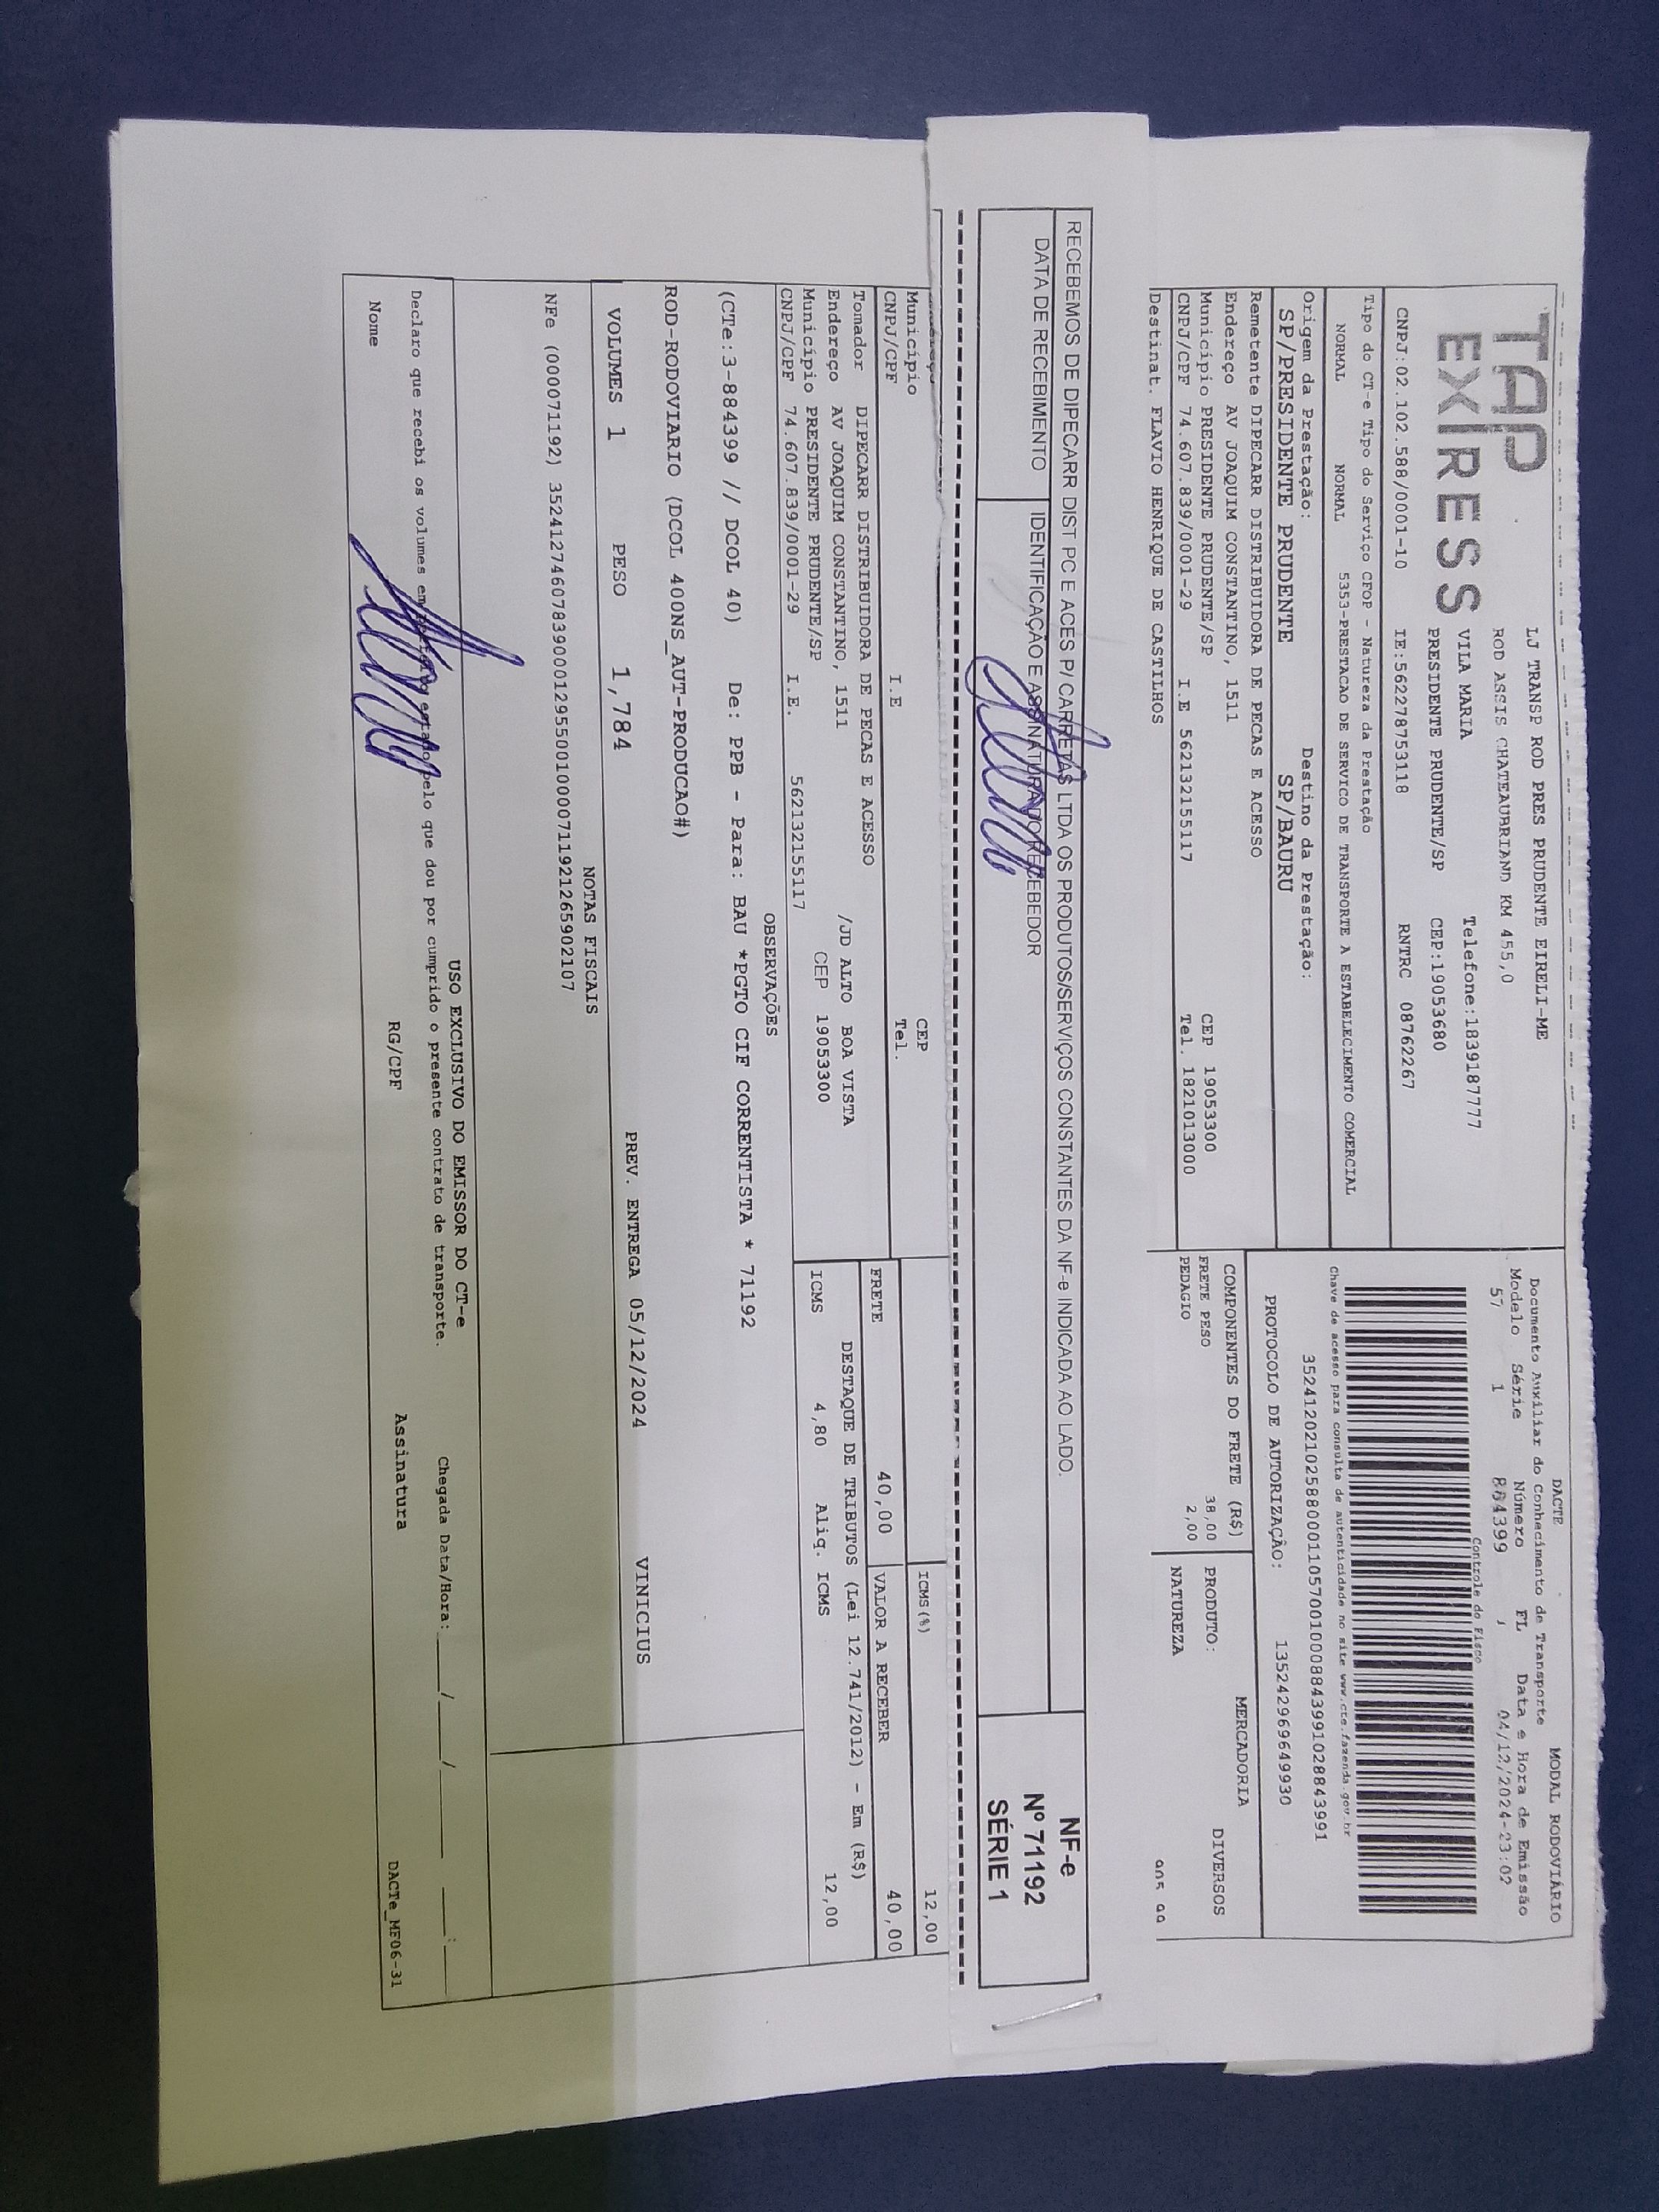 TAP
EXPRESS
LJ TRANSP ROD PRES PRUDENTE EIRELI-ME
ROD ASSIS CHATEAUBRIAND KM 455,0
VILA MARIA Telefone:1839187777
PRESIDENTE PRUDENTE/SP CEP:19053680
CNPJ:02.102.588/0001-10 IE:562278753118 RNTRC 08762267
Tipo do CT-e Tipo do Serviço CFOP - Natureza da Prestação
NORMAL NORMAL 5353-PRESTACAO DE SERVICO DE TRANSPORTE A ESTABELECIMENTO COMERCIAL
Origem da Prestação: Destino da Prestação:
SP/PRESIDENTE PRUDENTE SP/BAURU
Remetente DIPECARR DISTRIBUIDORA DE PECAS E ACESSO
Endereço AV JOAQUIM CONSTANTINO, 1511
Município PRESIDENTE PRUDENTE/SP CEP 19053300
CNPJ/CPF 74.607.839/0001-29 I.E 562132155117 Tel. 1821013000
Destinat. FLAVIO HENRIQUE DE CASTILHOS
DACTE MODAL RODOVIÁRIO
Documento Auxiliar do Conhecimento de Transporte
Modelo Série Número FL Data e Hora de Emissão
57 1 884399 04/12/2024-23:02
Controle do Fisco
Chave de acesso para consulta de autenticidade no site www.cte.fazenda.gov.br
35241202102588000110570010008843991028843991
PROTOCOLO DE AUTORIZAÇÃO: 135242969649930
COMPONENTES DO FRETE (R$) MERCADORIA
FRETE PESO 38,00 PRODUTO: DIVERSOS
PEDAGIO 2,00 NATUREZA
RECEBEMOS DE DIPECARR DIST PC E ACES P/ CARRETAS LTDA OS PRODUTOS/SERVIÇOS CONSTANTES DA NF-e INDICADA AO LADO.
DATA DE RECEBIMENTO IDENTIFICAÇÃO E ASSINATURA DO RECEBEDOR
NF-e
Nº 71192
SÉRIE 1
Município CEP
CNPJ/CPF I.E Tel.
Tomador DIPECARR DISTRIBUIDORA DE PECAS E ACESSO
Endereço AV JOAQUIM CONSTANTINO, 1511 /JD ALTO BOA VISTA
Município PRESIDENTE PRUDENTE/SP CEP 19053300
CNPJ/CPF 74.607.839/0001-29 I.E. 562132155117
ICMS(%) 12,00
FRETE 40,00 VALOR A RECEBER 40,00
DESTAQUE DE TRIBUTOS (Lei 12.741/2012) - Em (R$)
ICMS 4,80 Aliq. ICMS 12,00
OBSERVAÇÕES
(CTe:3-884399 // DCOL 40) De: PPB - Para: BAU *PGTO CIF CORRENTISTA * 71192
ROD-RODOVIARIO (DCOL 400NS_AUT-PRODUCAO#)
VOLUMES 1 PESO 1,784 PREV. ENTREGA 05/12/2024 VINICIUS
NOTAS FISCAIS
NFe (000071192) 35241274607839000129550010000711921265902107
USO EXCLUSIVO DO EMISSOR DO CT-e
Declaro que recebi os volumes em perfeito estado pelo que dou por cumprido o presente contrato de transporte. Chegada Data/Hora: ____/____/____ ____:____
Nome RG/CPF Assinatura DACTe_MF06-31